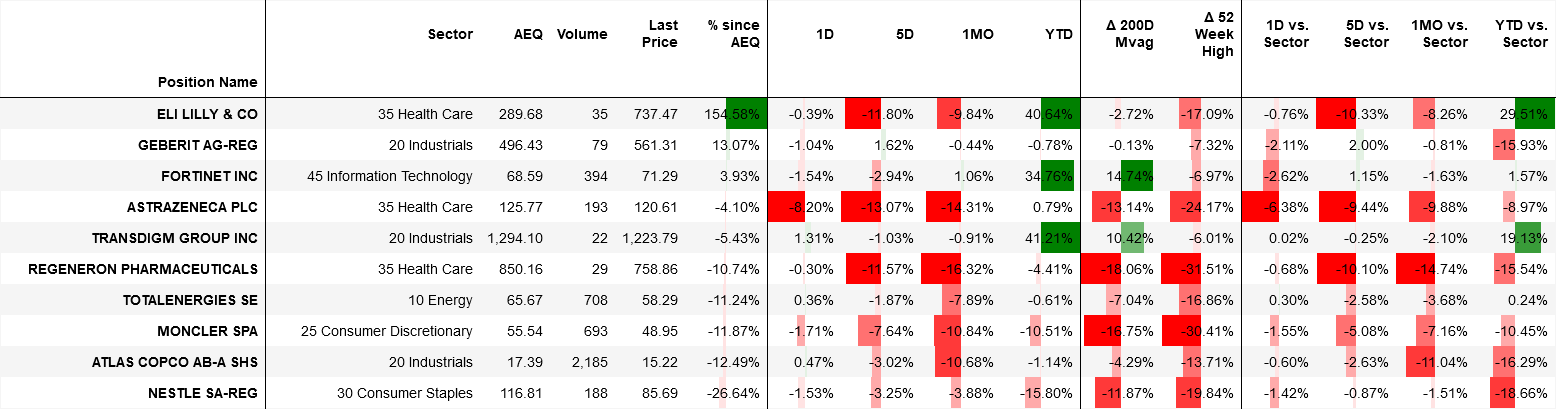 Position Name Sector AEQ Volume Last Price % since AEQ 1D 5D 1MO YTD Δ 200D Mvag Δ 52 Week High 1D vs. Sector 5D vs. Sector 1MO vs. Sector YTD vs. Sector
ELI LILLY & CO 35 Health Care 289.68 35 737.47 154.58% -0.39% -11.80% -9.84% 40.64% -2.72% -17.09% -0.76% -10.33% -8.26% 29.51%
GEBERIT AG-REG 20 Industrials 496.43 79 561.31 13.07% -1.04% 1.62% -0.44% -0.78% -0.13% -7.32% -2.11% 2.00% -0.81% -15.93%
FORTINET INC 45 Information Technology 68.59 394 71.29 3.93% -1.54% -2.94% 1.06% 34.76% 14.74% -6.97% -2.62% 1.15% -1.63% 1.57%
ASTRAZENECA PLC 35 Health Care 125.77 193 120.61 -4.10% -8.20% -13.07% -14.31% 0.79% -13.14% -24.17% -6.38% -9.44% -9.88% -8.97%
TRANSDIGM GROUP INC 20 Industrials 1,294.10 22 1,223.79 -5.43% 1.31% -1.03% -0.91% 41.21% 10.42% -6.01% 0.02% -0.25% -2.10% 19.13%
REGENERON PHARMACEUTICALS 35 Health Care 850.16 29 758.86 -10.74% -0.30% -11.57% -16.32% -4.41% -18.06% -31.51% -0.68% -10.10% -14.74% -15.54%
TOTALENERGIES SE 10 Energy 65.67 708 58.29 -11.24% 0.36% -1.87% -7.89% -0.61% -7.04% -16.86% 0.30% -2.58% -3.68% 0.24%
MONCLER SPA 25 Consumer Discretionary 55.54 693 48.95 -11.87% -1.71% -7.64% -10.84% -10.51% -16.75% -30.41% -1.55% -5.08% -7.16% -10.45%
ATLAS COPCO AB-A SHS 20 Industrials 17.39 2,185 15.22 -12.49% 0.47% -3.02% -10.68% -1.14% -4.29% -13.71% -0.60% -2.63% -11.04% -16.29%
NESTLE SA-REG 30 Consumer Staples 116.81 188 85.69 -26.64% -1.53% -3.25% -3.88% -15.80% -11.87% -19.84% -1.42% -0.87% -1.51% -18.66%